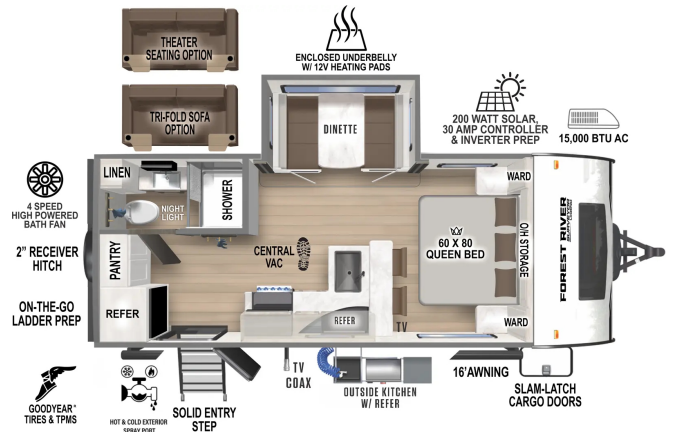 THEATER
SEATING OPTION
ENCLOSED UNDERBELLY
W/ 12V HEATING PADS
TRI-FOLD SOFA
OPTION
DINETTE
200 WATT SOLAR,
30 AMP CONTROLLER
& INVERTER PREP
15,000 BTU AC
LINEN
NIGHT
LIGHT
SHOWER
WARD
4 SPEED
HIGH POWERED
BATH FAN
2" RECEIVER
HITCH
PANTRY
CENTRAL
VAC
60 X 80
QUEEN BED
O/H STORAGE
FOREST RIVER
ON-THE-GO
LADDER PREP
REFER
REFER
TV
WARD
TV
COAX
16'AWNING
OUTSIDE KITCHEN
W/ REFER
SLAM-LATCH
CARGO DOORS
GOODYEAR®
TIRES & TPMS
HOT & COLD EXTERIOR
SPRAY PORT
SOLID ENTRY
STEP